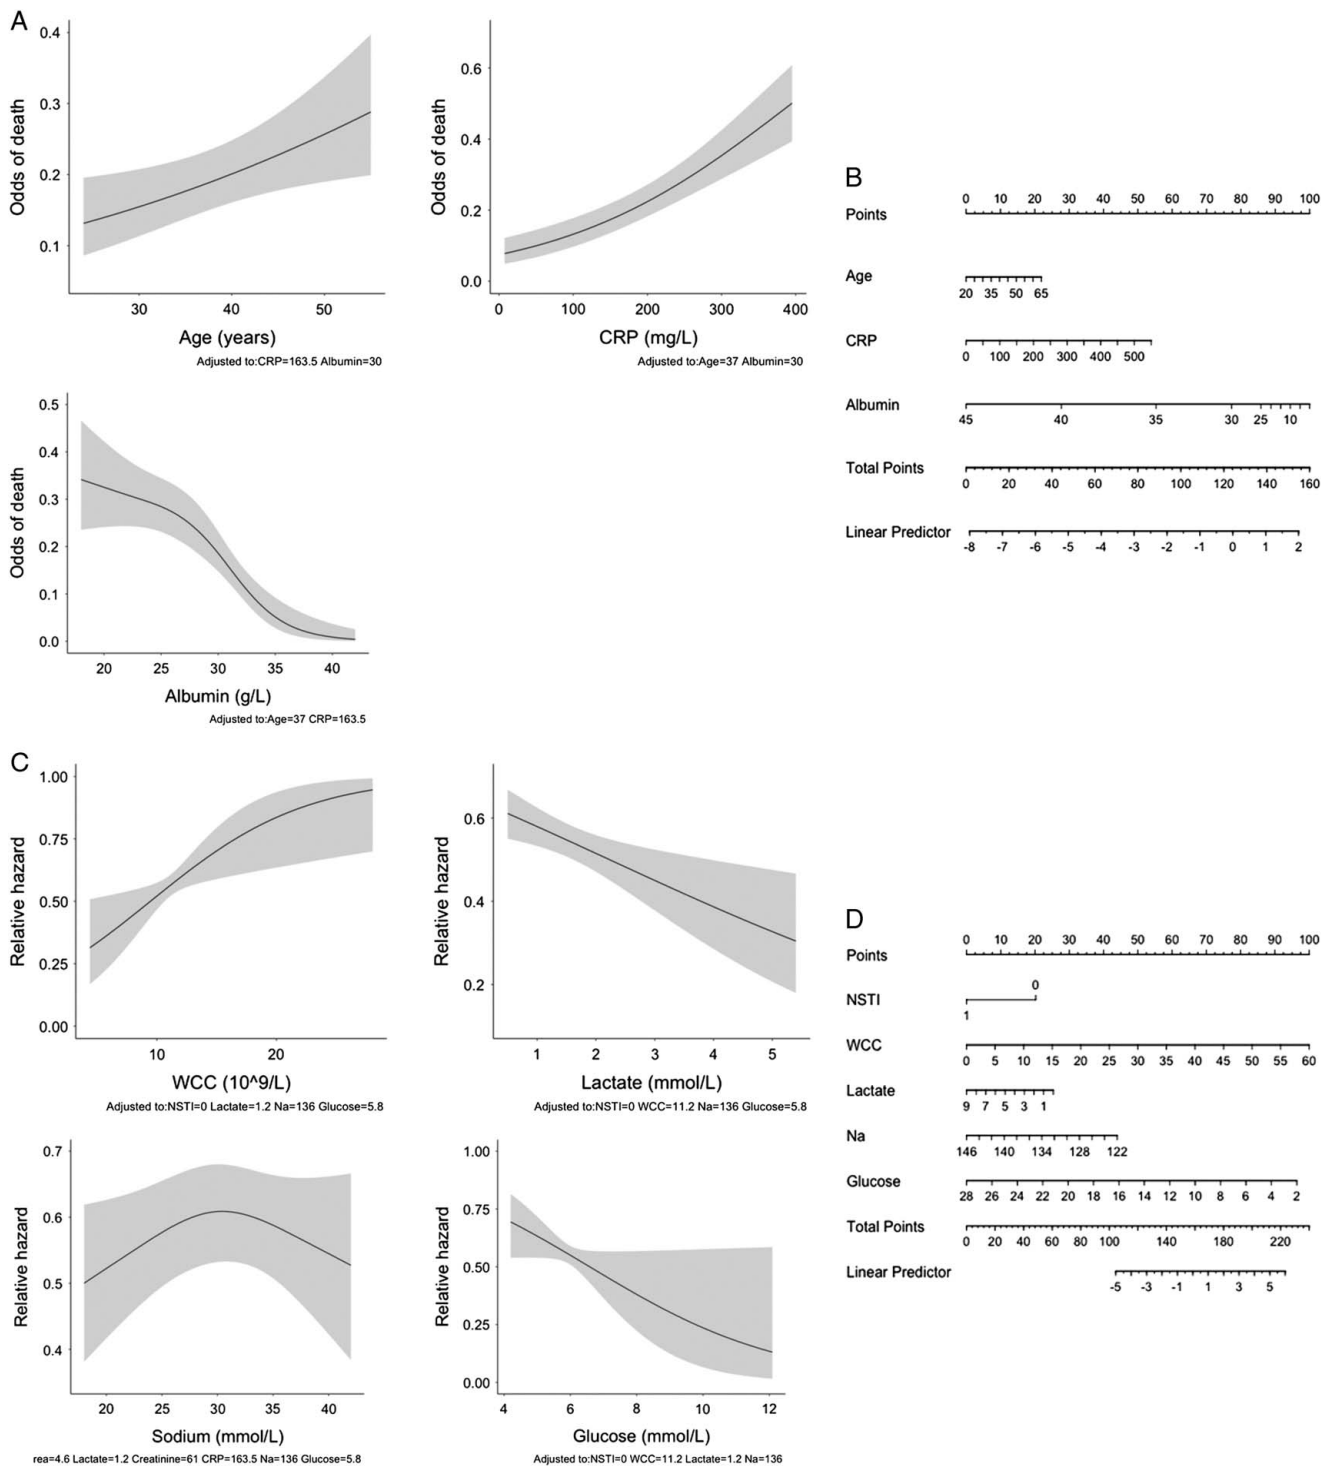 A
Odds of death
0.4
0.3
0.2
0.1
30 40 50
Age (years)
Adjusted to:CRP=163.5 Albumin=30
Odds of death
0.6
0.4
0.2
0.0
0 100 200 300 400
CRP (mg/L)
Adjusted to:Age=37 Albumin=30
Odds of death
0.5
0.4
0.3
0.2
0.1
0.0
20 25 30 35 40
Albumin (g/L)
Adjusted to:Age=37 CRP=163.5
B
0 10 20 30 40 50 60 70 80 90 100
Points
Age
20 35 50 65
CRP
0 100 200 300 400 500
Albumin
45 40 35 30 25 10
Total Points
0 20 40 60 80 100 120 140 160
Linear Predictor
-8 -7 -6 -5 -4 -3 -2 -1 0 1 2
C
Relative hazard
1.00
0.75
0.50
0.25
0.00
10 20
WCC (10^9/L)
Adjusted to:NSTI=0 Lactate=1.2 Na=136 Glucose=5.8
Relative hazard
0.6
0.4
0.2
1 2 3 4 5
Lactate (mmol/L)
Adjusted to:NSTI=0 WCC=11.2 Na=136 Glucose=5.8
Relative hazard
0.7
0.6
0.5
0.4
20 25 30 35 40
Sodium (mmol/L)
rea=4.6 Lactate=1.2 Creatinine=61 CRP=163.5 Na=136 Glucose=5.8
Relative hazard
1.00
0.75
0.50
0.25
0.00
4 6 8 10 12
Glucose (mmol/L)
Adjusted to:NSTI=0 WCC=11.2 Lactate=1.2 Na=136
D
0 10 20 30 40 50 60 70 80 90 100
Points
0
NSTI
1
WCC
0 5 10 15 20 25 30 35 40 45 50 55 60
Lactate
9 7 5 3 1
Na
146 140 134 128 122
Glucose
28 26 24 22 20 18 16 14 12 10 8 6 4 2
Total Points
0 20 40 60 80 100 140 180 220
Linear Predictor
-5 -3 -1 1 3 5